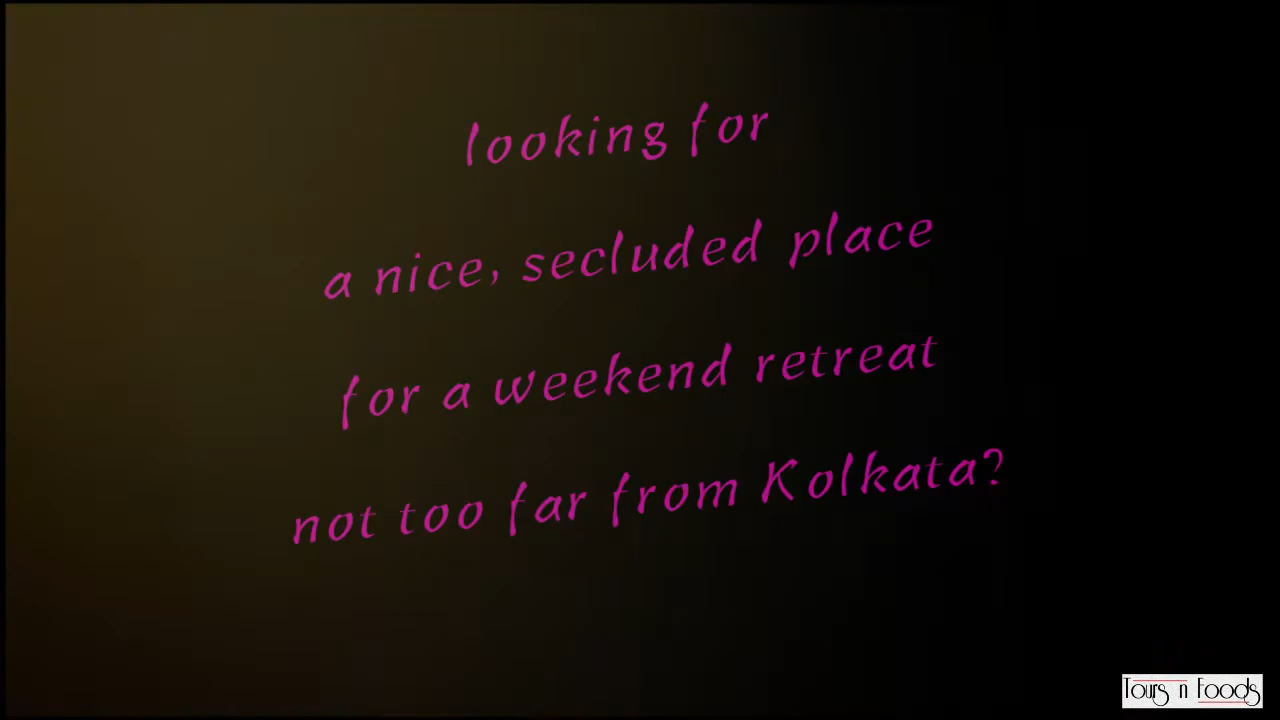 looking for
a nice, secluded place
for a weekend retreat
not too far from Kolkata?
Tours n Foods